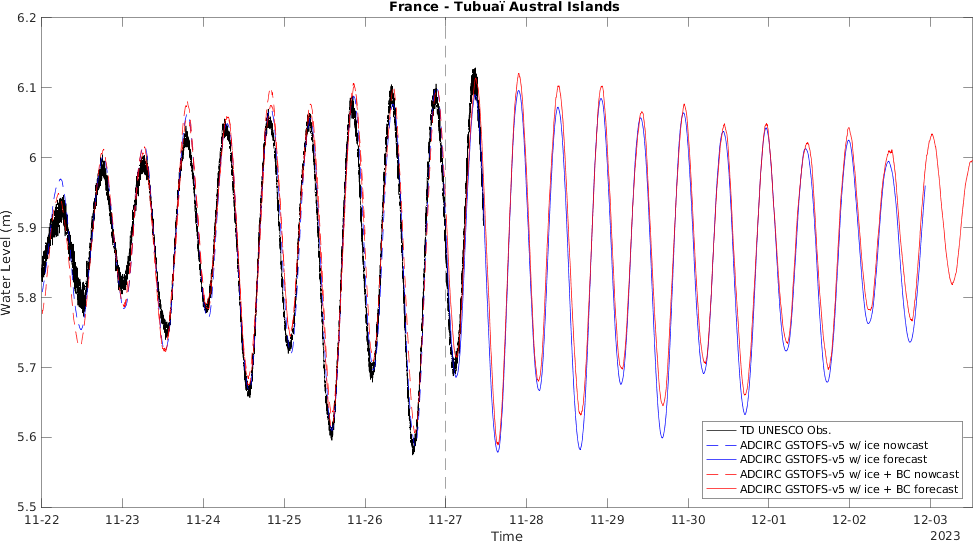 France - Tubuaï Austral Islands
6.2
6.1
6
5.9
5.8
5.7
5.6
5.5
Water Level (m)
TD UNESCO Obs.
ADCIRC GSTOFS-v5 w/ ice nowcast
ADCIRC GSTOFS-v5 w/ ice forecast
ADCIRC GSTOFS-v5 w/ ice + BC nowcast
ADCIRC GSTOFS-v5 w/ ice + BC forecast
11-22 11-23 11-24 11-25 11-26 11-27 11-28 11-29 11-30 12-01 12-02 12-03
Time
2023